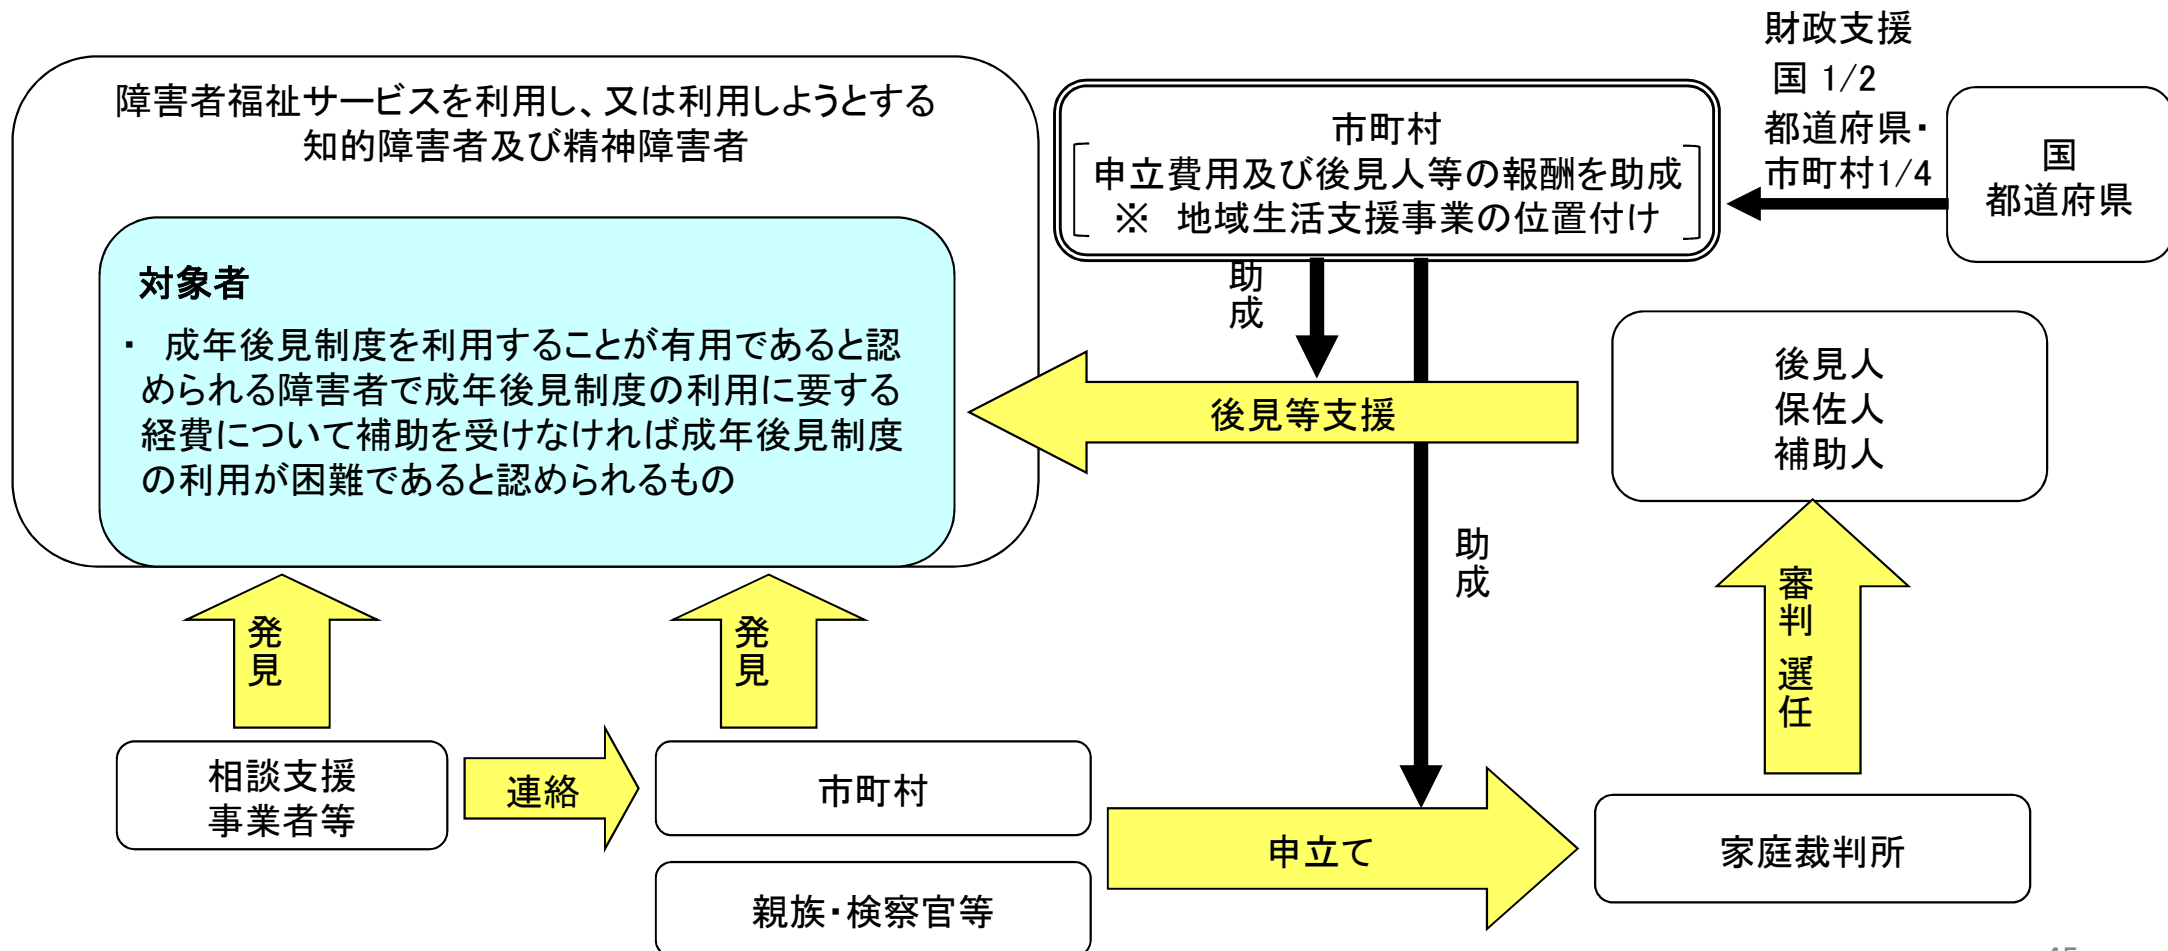 障害者福祉サービスを利用し、又は利用しようとする
知的障害者及び精神障害者
対象者
・ 成年後見制度を利用することが有用であると認
められる障害者で成年後見制度の利用に要する
経費について補助を受けなければ成年後見制度
の利用が困難であると認められるもの
市町村
申立費用及び後見人等の報酬を助成
※ 地域生活支援事業の位置付け
財政支援
国 1/2
都道府県・
市町村1/4
国
都道府県
助成
後見等支援
後見人
保佐人
補助人
助成
審判 選任
発見
発見
相談支援
事業者等
連絡
市町村
親族・検察官等
申立て
家庭裁判所